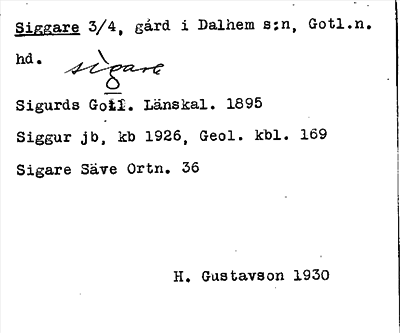 Siggare 3/4, gård i Dalhem s:n, Gotl.n.
hd.
sìgarε
Sigurds Gotl. Länskal. 1895
Siggur jb, kb 1926, Geol. kbl. 169
Sigare Säve Ortn. 36
H. Gustavson 1930